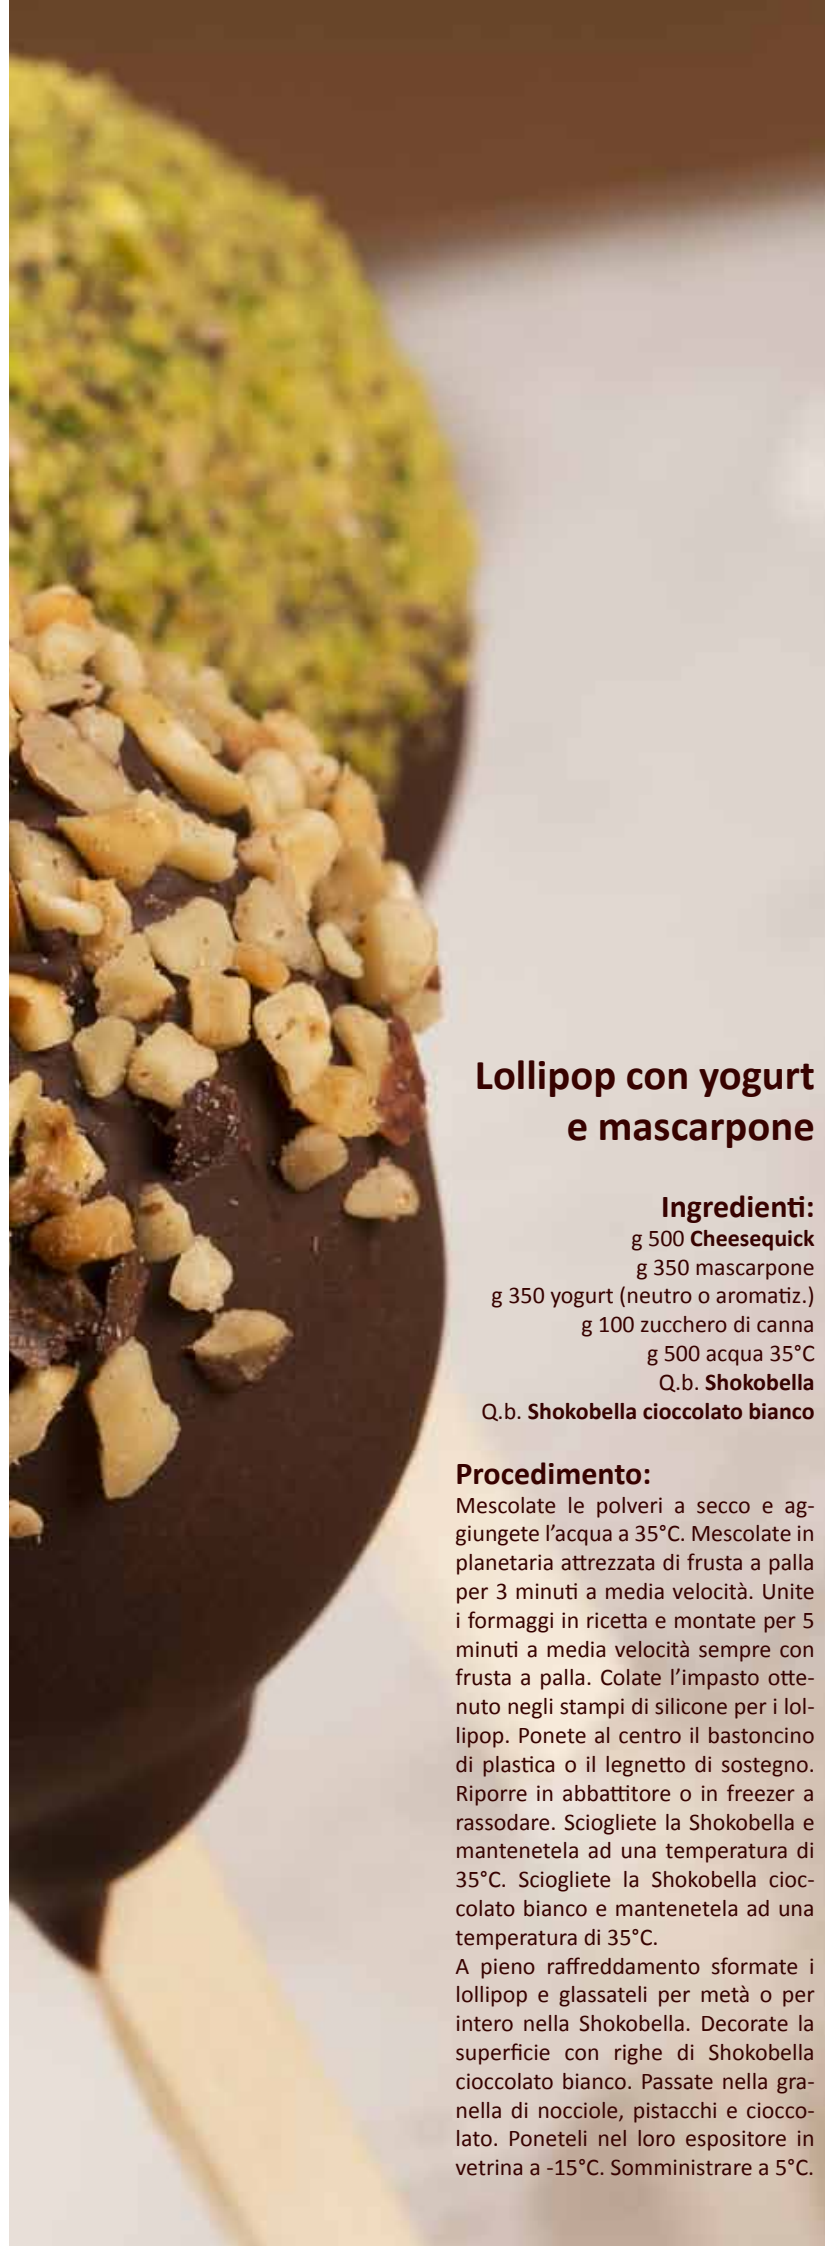 Lollipop con yogurt
e mascarpone
Ingredienti:
g 500 Cheesequick
g 350 mascarpone
g 350 yogurt (neutro o aromatiz.)
g 100 zucchero di canna
g 500 acqua 35°C
Q.b. Shokobella
Q.b. Shokobella cioccolato bianco
Procedimento:
Mescolate le polveri a secco e ag-
giungete l’acqua a 35°C. Mescolate in
planetaria attrezzata di frusta a palla
per 3 minuti a media velocità. Unite
i formaggi in ricetta e montate per 5
minuti a media velocità sempre con
frusta a palla. Colate l’impasto otte-
nuto negli stampi di silicone per i lol-
lipop. Ponete al centro il bastoncino
di plastica o il legnetto di sostegno.
Riporre in abbattitore o in freezer a
rassodare. Sciogliete la Shokobella e
mantenetela ad una temperatura di
35°C. Sciogliete la Shokobella cioc-
colato bianco e mantenetela ad una
temperatura di 35°C.
A pieno raffreddamento sformate i
lollipop e glassateli per metà o per
intero nella Shokobella. Decorate la
superficie con righe di Shokobella
cioccolato bianco. Passate nella gra-
nella di nocciole, pistacchi e ciocco-
lato. Poneteli nel loro espositore in
vetrina a -15°C. Somministrare a 5°C.